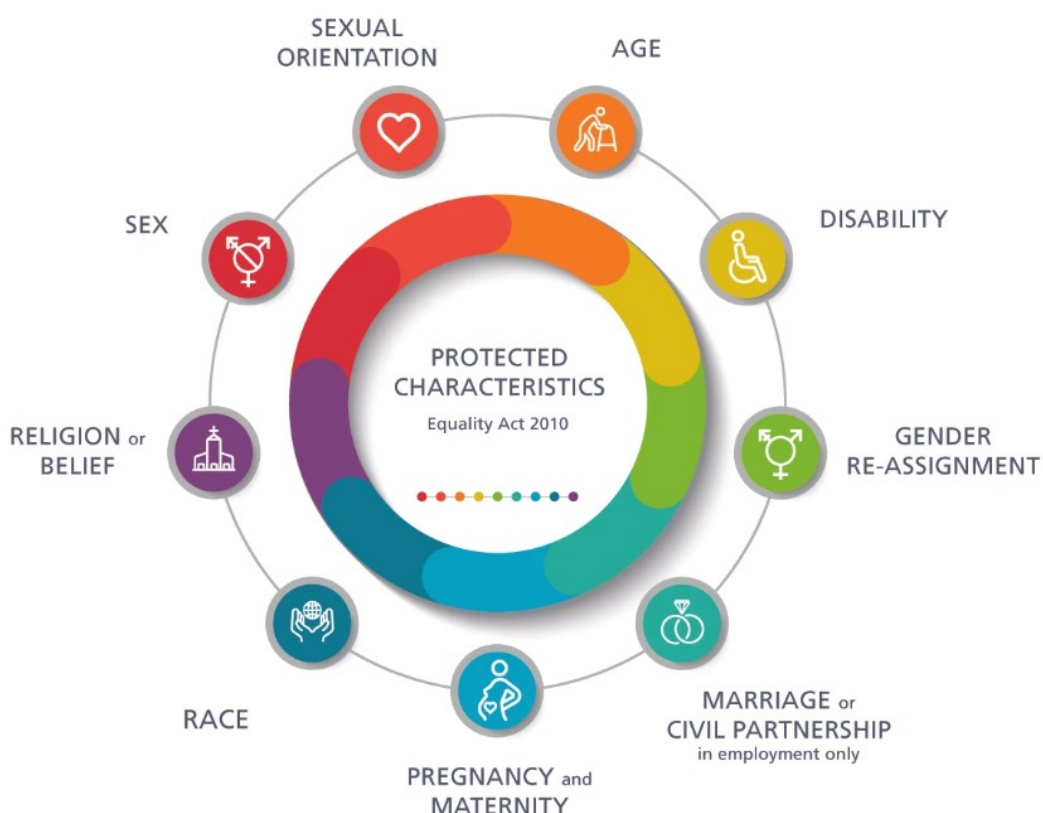 SEXUAL
ORIENTATION
AGE
DISABILITY
GENDER
RE-ASSIGNMENT
MARRIAGE or
CIVIL PARTNERSHIP
in employment only
PREGNANCY and
MATERNITY
RACE
RELIGION or
BELIEF
SEX
PROTECTED
CHARACTERISTICS
Equality Act 2010